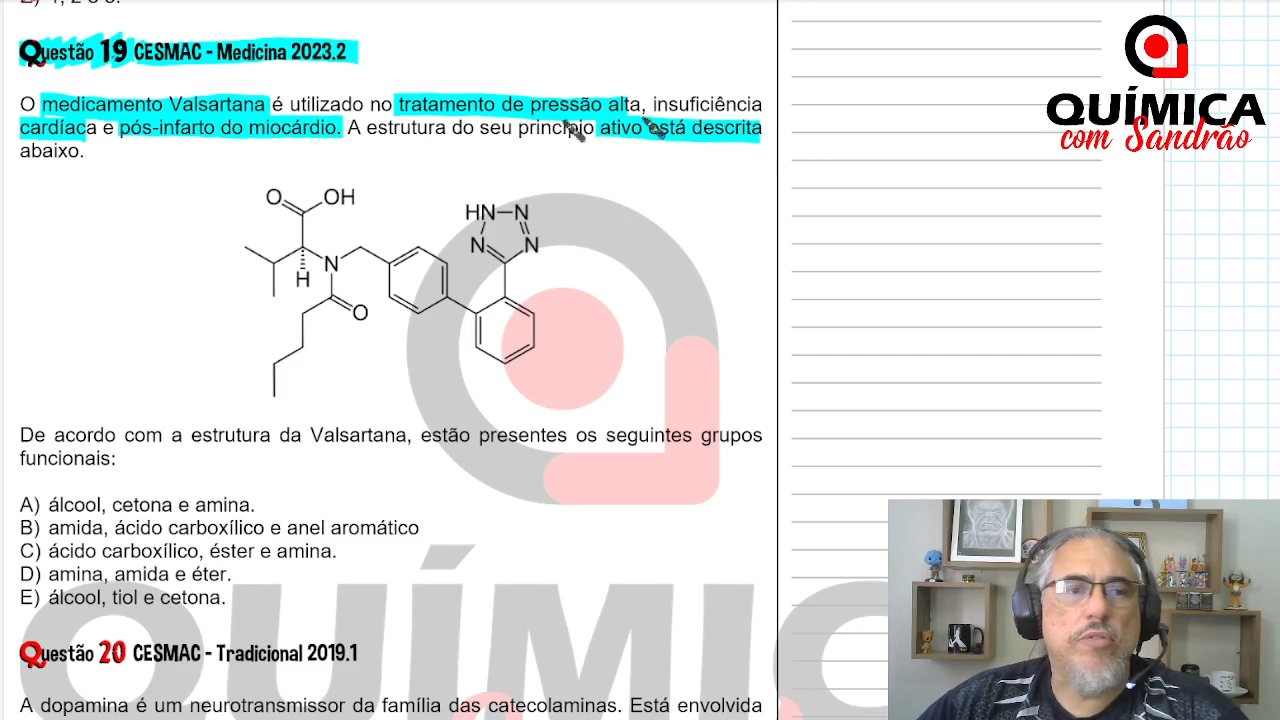 Questão 19 CESMAC - Medicina 2023.2
O medicamento Valsartana é utilizado no tratamento de pressão alta, insuficiência
cardíaca e pós-infarto do miocárdio. A estrutura do seu princípio ativo está descrita
abaixo.
O
OH
HN
N
N
N
N
H
O
De acordo com a estrutura da Valsartana, estão presentes os seguintes grupos
funcionais:
A) álcool, cetona e amina.
B) amida, ácido carboxílico e anel aromático
C) ácido carboxílico, éster e amina.
D) amina, amida e éter.
E) álcool, tiol e cetona.
Questão 20 CESMAC - Tradicional 2019.1
A dopamina é um neurotransmissor da família das catecolaminas. Está envolvida
QUÍMICA
com Sandrão
QUÍMIC